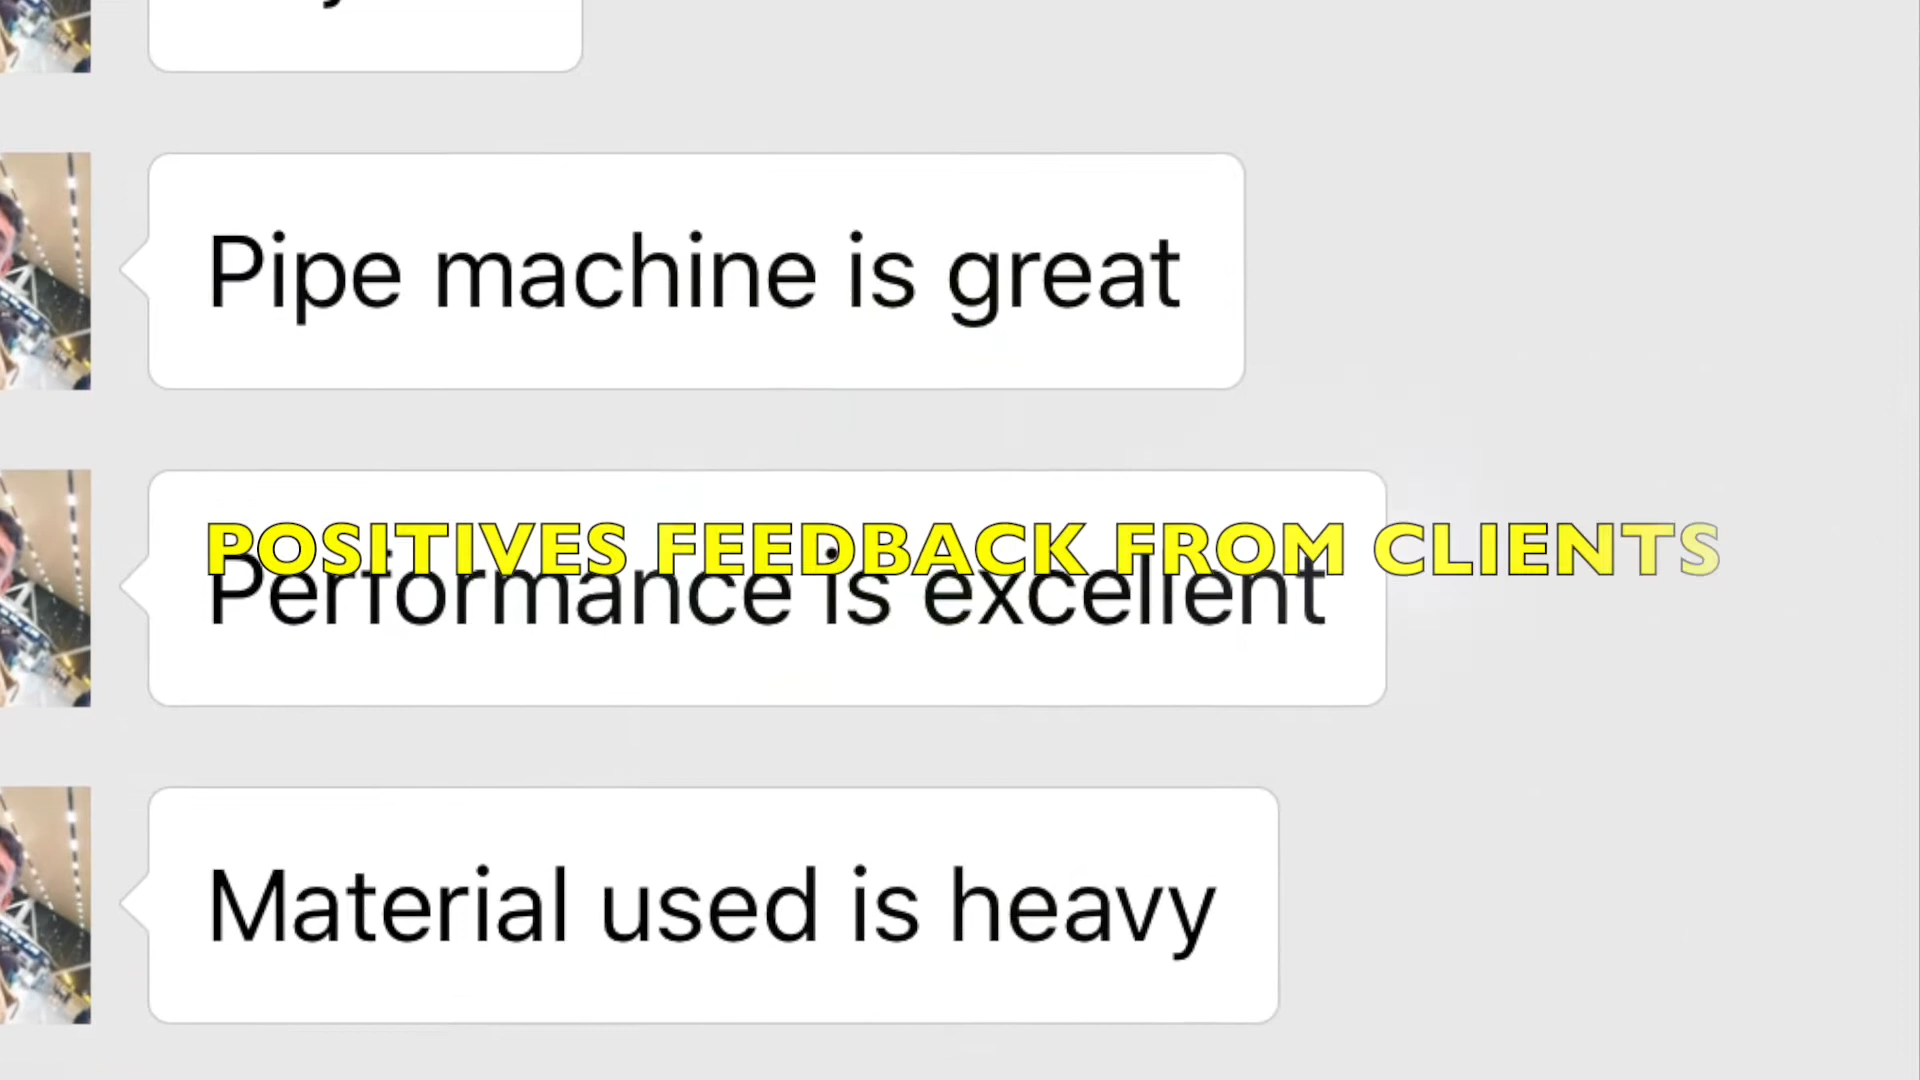 Pipe machine is great
POSITIVES FEEDBACK FROM CLIENTS
Performance is excellent
Material used is heavy